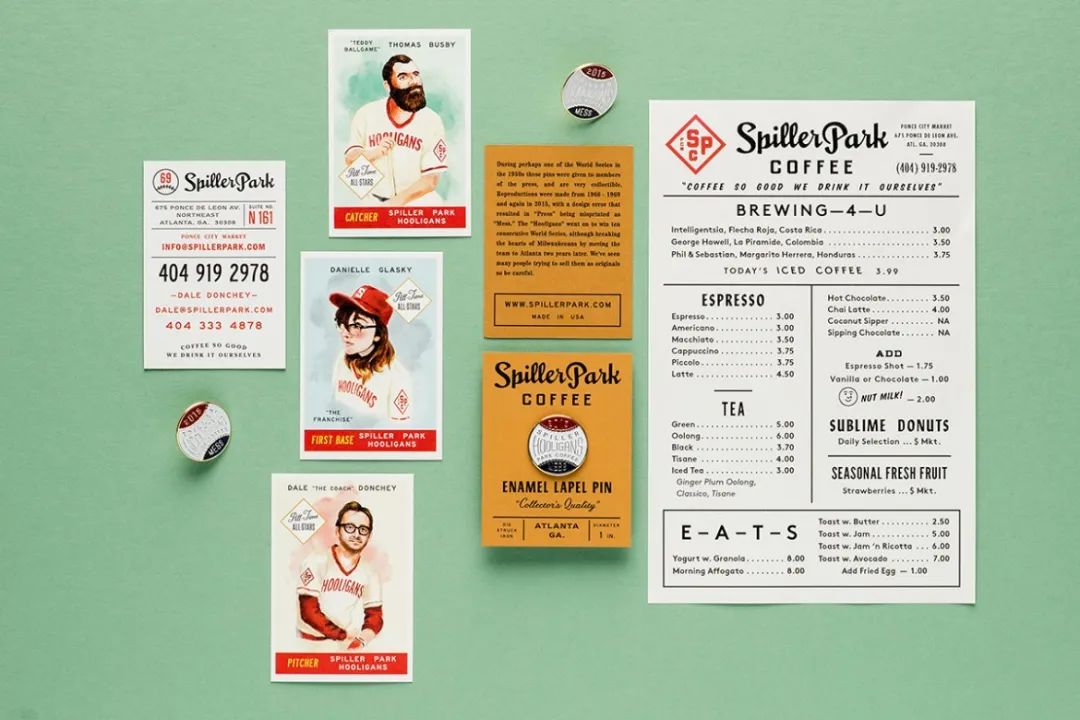 69 SpillerPark
675 PONCE DE LEON AV.
NORTHEAST
ATLANTA, GA. 30308
SUITE NO.
N 161
PONCE CITY MARKET
INFO@SPILLERPARK.COM
404 919 2978
—DALE DONCHEY—
DALE@SPILLERPARK.COM
404 333 4878
COFFEE SO GOOD
WE DRINK IT OURSELVES
2015
MESS
"TEDDY BALLGAME" THOMAS BUSBY
HOOLIGANS
All Time
ALL-STARS
CATCHER
SPILLER PARK
HOOLIGANS
DANIELLE GLASKY
All Time
ALL-STARS
HOOLIGANS
"THE
FRANCHISE"
FIRST BASE
SPILLER PARK
HOOLIGANS
DALE "THE COACH" DONCHEY
All Time
ALL-STARS
HOOLIGANS
PITCHER
SPILLER PARK
HOOLIGANS
2015
MESS
During perhaps one of the World Series in
the 1950s these pins were given to members
of the press, and are very collectible.
Reproductions were made from 1966 - 1969
and again in 2015, with a design error that
resulted in "Press" being misprinted as
"Mess." The "Hooligans" went on to win ten
consecutive World Series, although breaking
the hearts of Milwaukeeans by moving the
team to Atlanta two years later. We've seen
many people trying to sell them as originals
so be careful.
WWW.SPILLERPARK.COM
MADE IN USA
SpillerPark
COFFEE
SPILLER
HOOLIGANS
PARK COFFEE
ENAMEL LAPEL PIN
"Collector's Quality"
DIE
STRUCK
IRON
ATLANTA
GA.
DIAMETER
1 IN.
PCM SPC
SpillerPark
COFFEE
PONCE CITY MARKET
675 PONCE DE LEON AVE.
ATL. GA. 30308
(404) 919-2978
"COFFEE SO GOOD WE DRINK IT OURSELVES"
BREWING—4—U
Intelligentsia, Flecha Roja, Costa Rica 3.00
George Howell, La Piramide, Colombia 3.50
Phil & Sebastian, Margarito Herrera, Honduras 3.75
TODAY'S ICED COFFEE 3.99
ESPRESSO
Espresso 3.00
Americano 3.00
Macchiato 3.50
Cappuccino 3.75
Piccolo 3.75
Latte 4.50
TEA
Green 5.00
Oolong 6.00
Black 3.70
Tisane 4.00
Iced Tea 3.00
Ginger Plum Oolong,
Classico, Tisane
Hot Chocolate 3.50
Chai Latte 4.00
Coconut Sipper NA
Sipping Chocolate NA
ADD
Espresso Shot — 1.75
Vanilla or Chocolate — 1.00
NUT MILK! — 2.00
SUBLIME DONUTS
Daily Selection ... $ Mkt.
SEASONAL FRESH FRUIT
Strawberries ... $ Mkt.
E—A—T—S
Yogurt w. Granola 8.00
Morning Affogato 8.00
Toast w. Butter 2.50
Toast w. Jam 5.00
Toast w. Jam 'n Ricotta 6.00
Toast w. Avocado 7.00
Add Fried Egg — 1.00